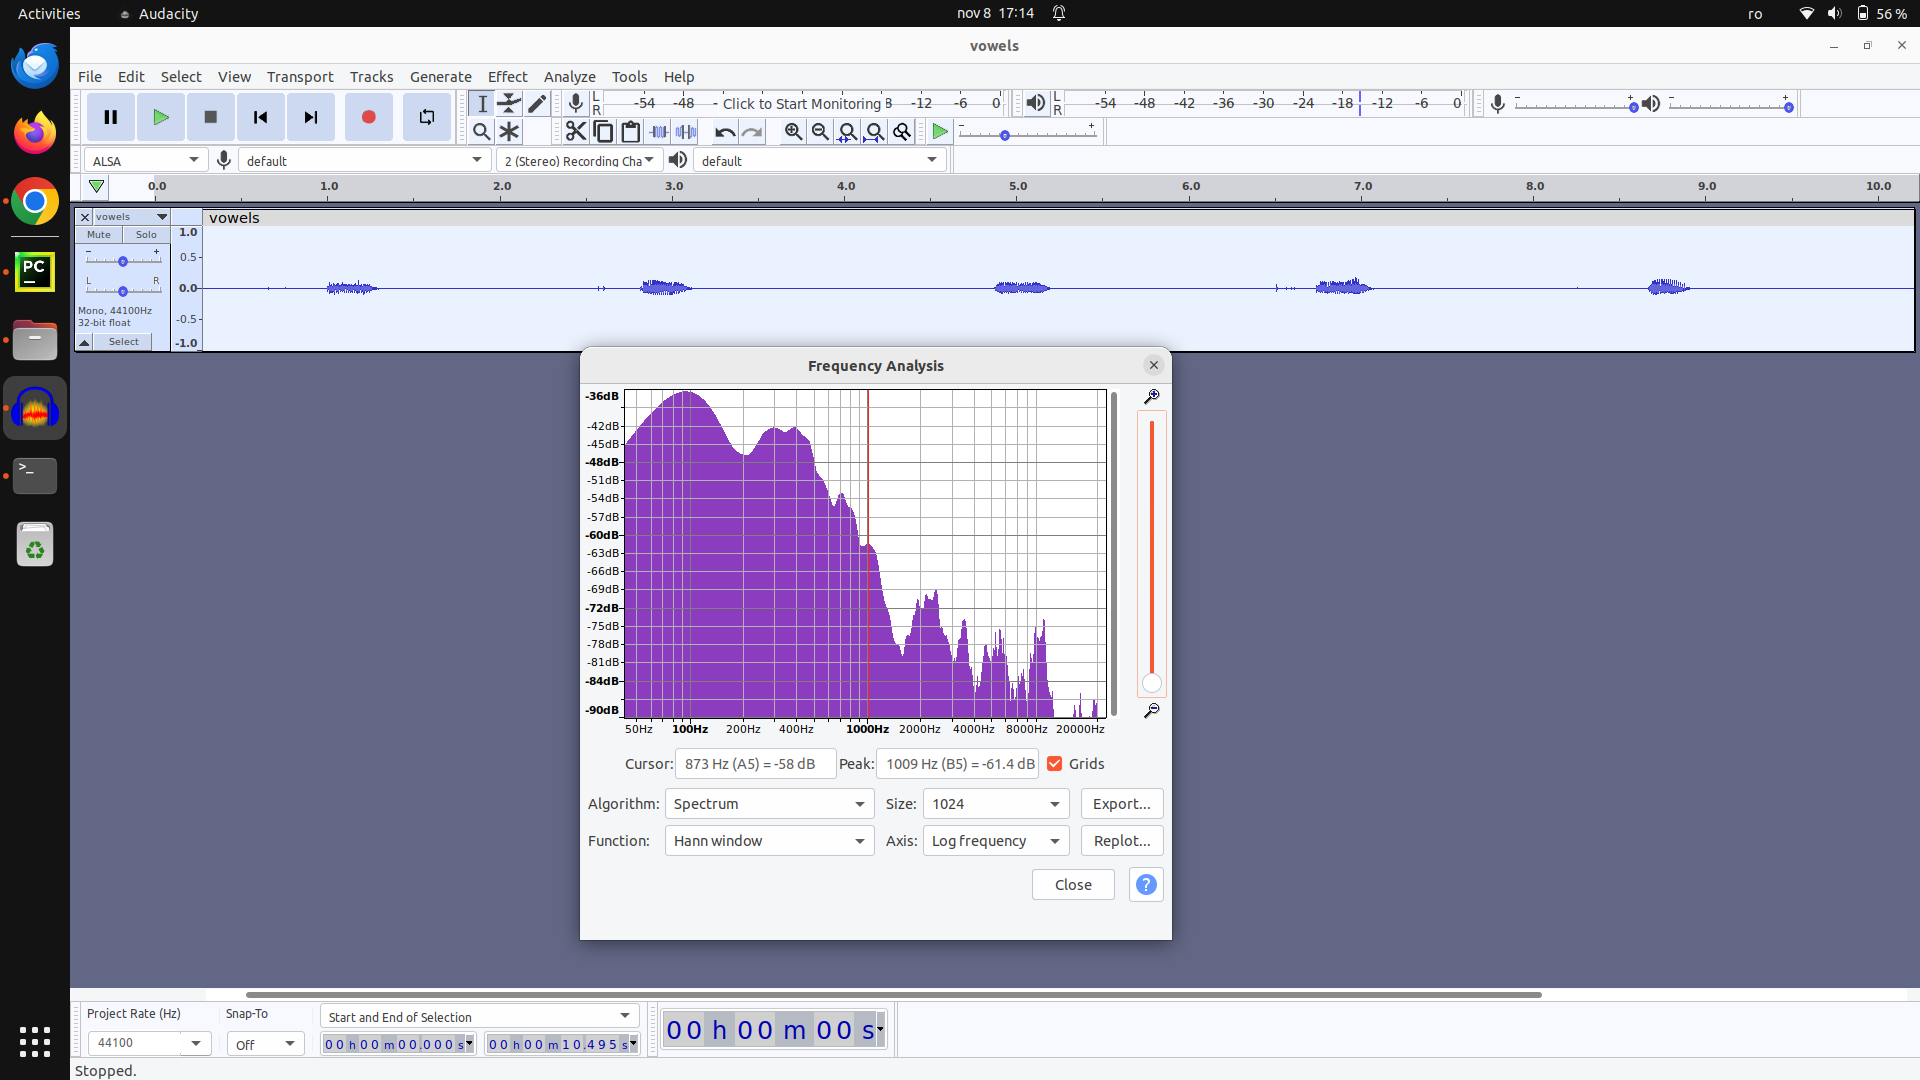 Activities Audacity nov 8 17:14 ro 56 %
vowels
File Edit Select View Transport Tracks Generate Effect Analyze Tools Help
L R -54 -48 - Click to Start Monitoring 8 -12 -6 0 L R -54 -48 -42 -36 -30 -24 -18 -12 -6 0 - + - +
- +
ALSA default 2 (Stereo) Recording Cha default
0.0 1.0 2.0 3.0 4.0 5.0 6.0 7.0 8.0 9.0 10.0
PC
vowels vowels
Mute Solo
- +
L R
Mono, 44100Hz
32-bit float
Select
1.0
0.5
0.0
-0.5
-1.0
Frequency Analysis
-36dB
-42dB
-45dB
-48dB
-51dB
-54dB
-57dB
-60dB
-63dB
-66dB
-69dB
-72dB
-75dB
-78dB
-81dB
-84dB
-90dB
50Hz 100Hz 200Hz 400Hz 1000Hz 2000Hz 4000Hz 8000Hz 20000Hz
Cursor: 873 Hz (A5) = -58 dB Peak: 1009 Hz (B5) = -61.4 dB Grids
Algorithm: Spectrum Size: 1024 Export...
Function: Hann window Axis: Log frequency Replot...
Close ?
Project Rate (Hz) Snap-To Start and End of Selection
44100 Off 00 h 00 m 00.000 s 00 h 00 m 10.495 s
00 h 00 m 00 s
Stopped.